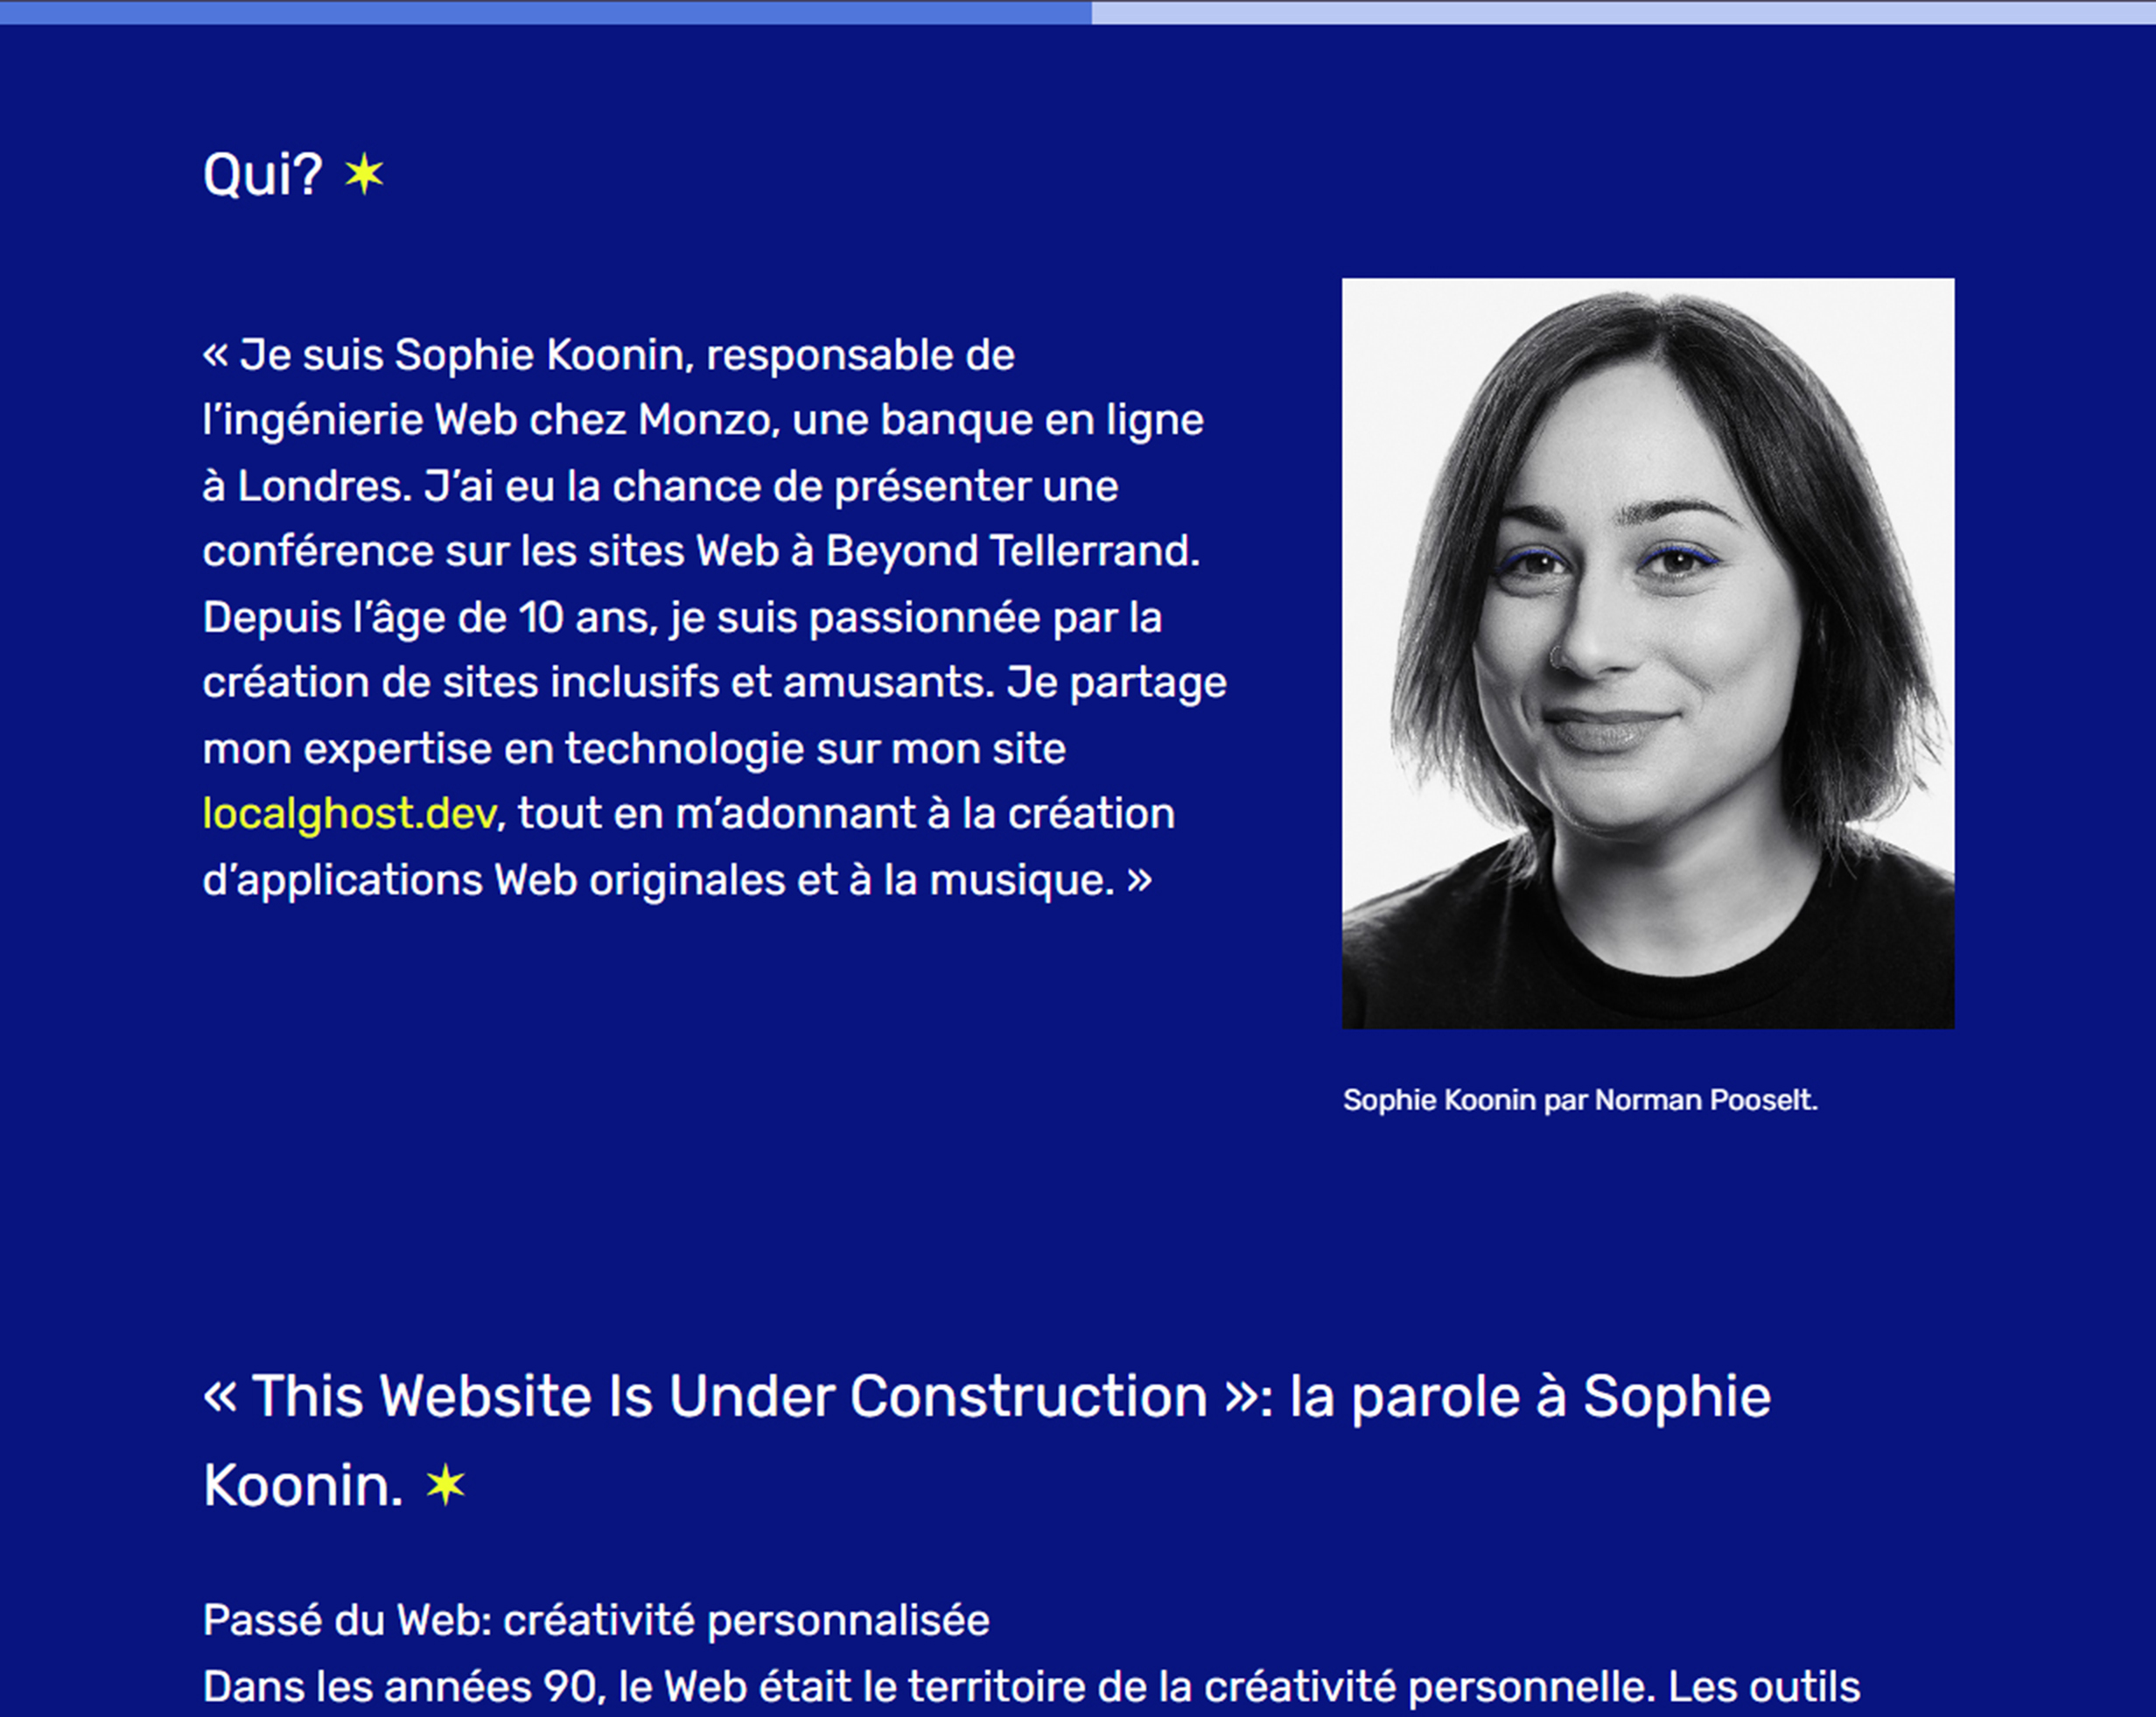 Qui? ✶
« Je suis Sophie Koonin, responsable de
l’ingénierie Web chez Monzo, une banque en ligne
à Londres. J’ai eu la chance de présenter une
conférence sur les sites Web à Beyond Tellerrand.
Depuis l’âge de 10 ans, je suis passionnée par la
création de sites inclusifs et amusants. Je partage
mon expertise en technologie sur mon site
localghost.dev, tout en m’adonnant à la création
d’applications Web originales et à la musique. »
Sophie Koonin par Norman Pooselt.
« This Website Is Under Construction »: la parole à Sophie
Koonin. ✶
Passé du Web: créativité personnalisée
Dans les années 90, le Web était le territoire de la créativité personnelle. Les outils